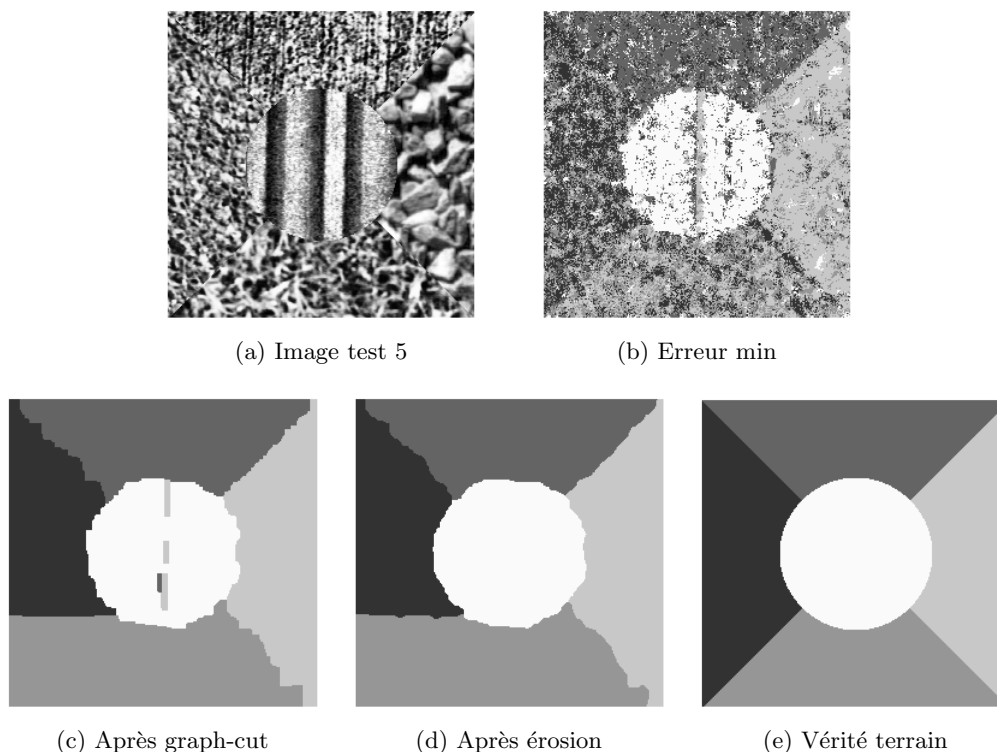 (a) Image test 5
(b) Erreur min
(c) Après graph-cut
(d) Après érosion
(e) Vérité terrain